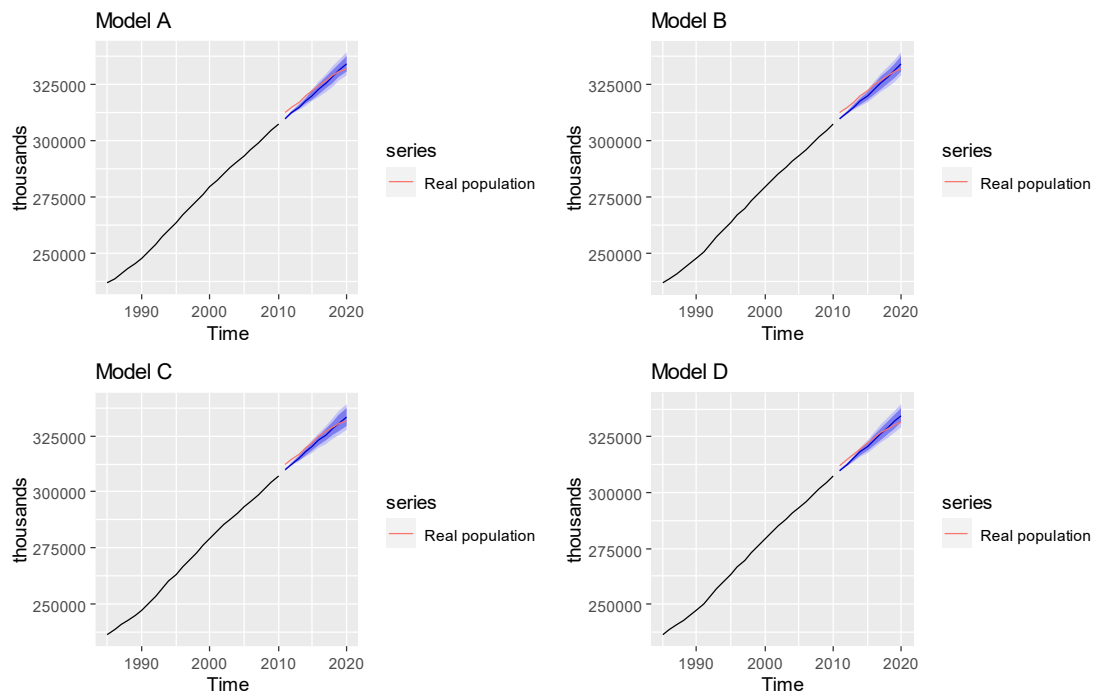 Model A
325000
300000
275000
250000
thousands
1990
2000
2010
2020
Time
series
Real population
Model B
325000
300000
275000
250000
thousands
1990
2000
2010
2020
Time
series
Real population
Model C
325000
300000
275000
250000
thousands
1990
2000
2010
2020
Time
series
Real population
Model D
325000
300000
275000
250000
thousands
1990
2000
2010
2020
Time
series
Real population